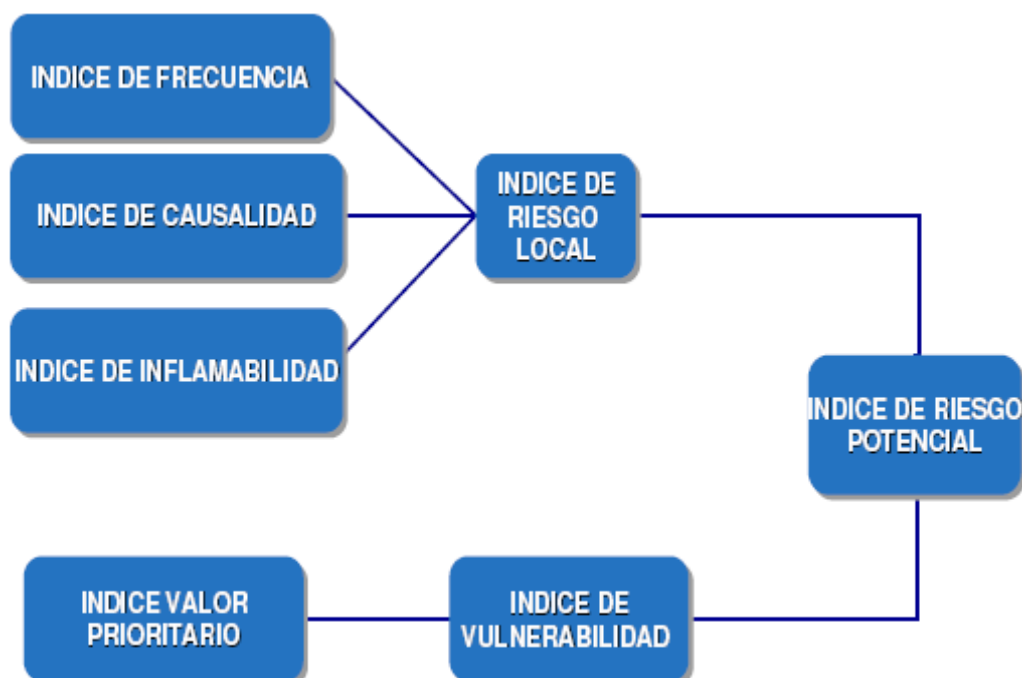 INDICE DE FRECUENCIA
INDICE DE CAUSALIDAD
INDICE DE INFLAMABILIDAD
INDICE DE
RIESGO
LOCAL
INDICE DE RIESGO
POTENCIAL
INDICE VALOR
PRIORITARIO
INDICE DE
VULNERABILIDAD